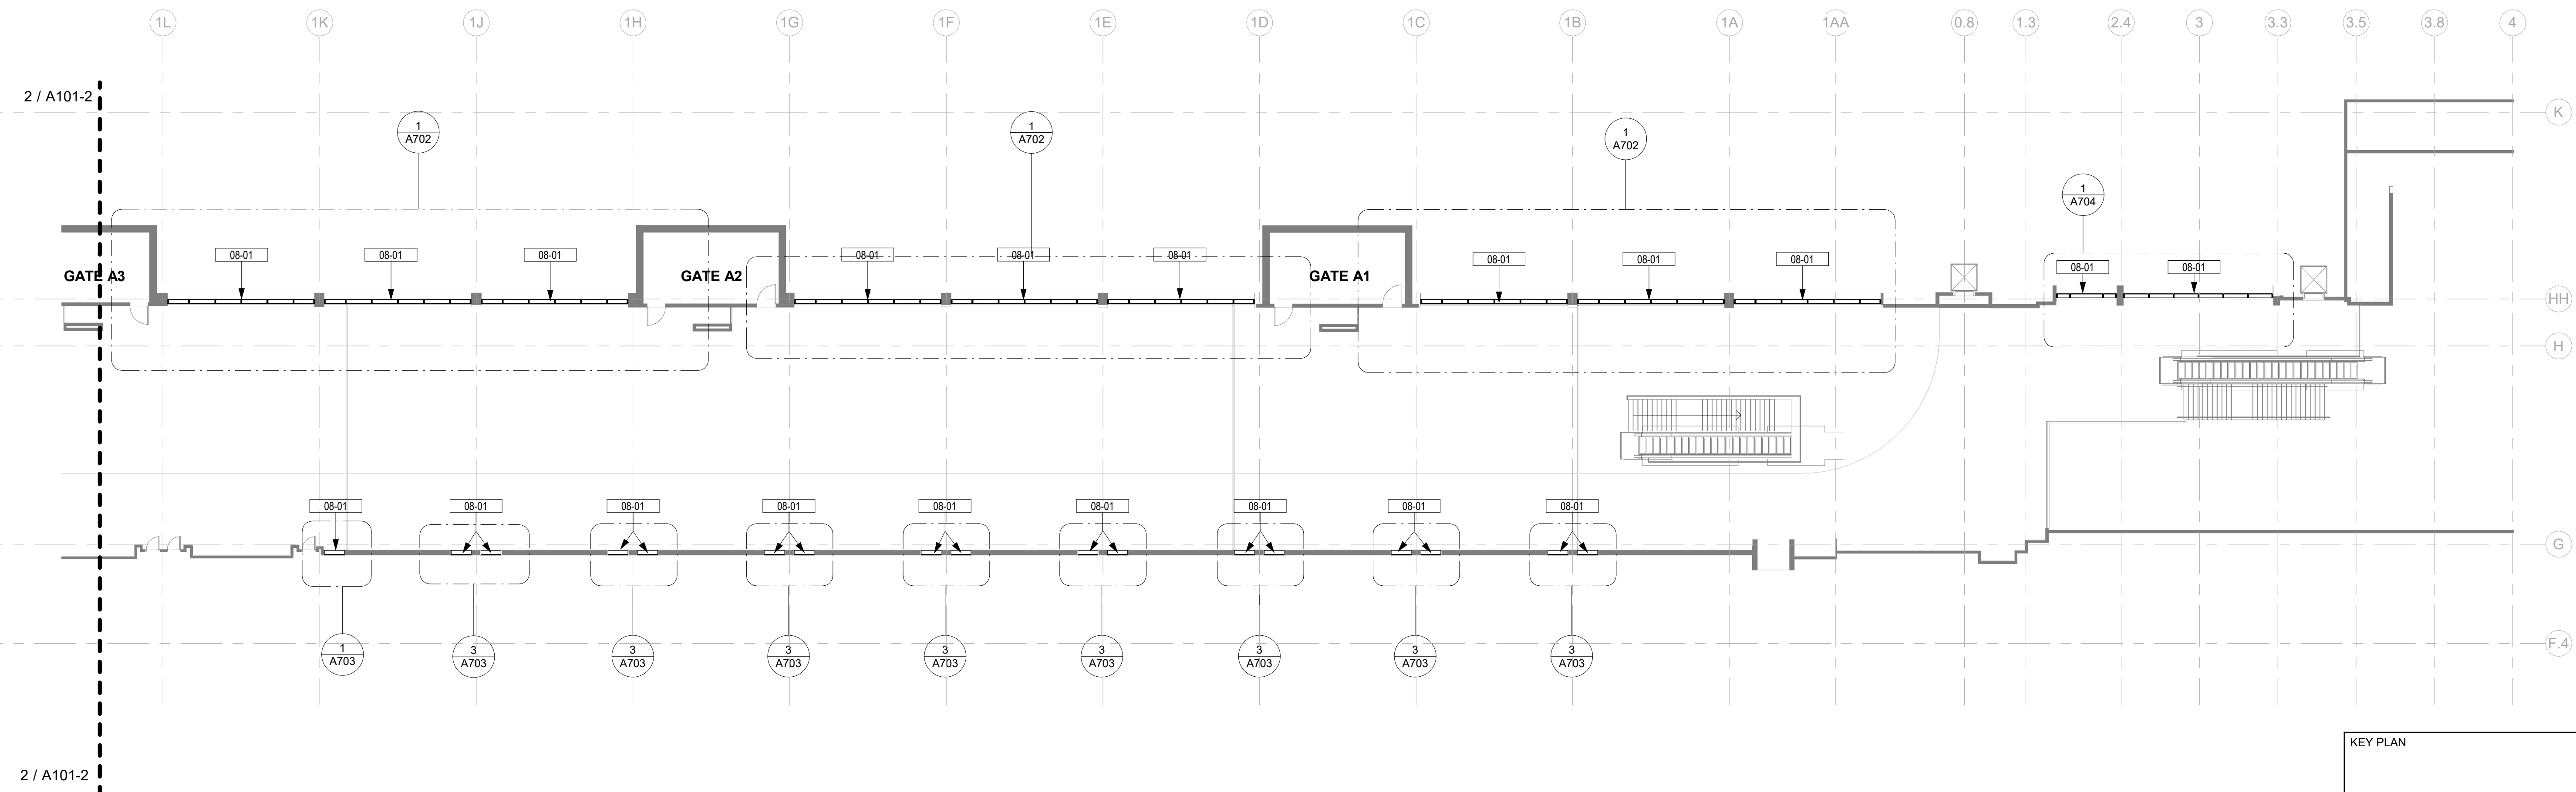 1L 1K 1J 1H 1G 1F 1E 1D 1C 1B 1A 1AA 0.8 1.3 2.4 3 3.3 3.5 3.8 4
2 / A101-2
K
1
A702
1
A702
1
A702
1
A704
08-01 08-01 08-01 08-01 08-01 08-01 08-01 08-01 08-01 08-01 08-01
GATE A3 GATE A2 GATE A1
HH
H
08-01 08-01 08-01 08-01 08-01 08-01 08-01 08-01 08-01
G
F.4
1
A703
3
A703
3
A703
3
A703
3
A703
3
A703
3
A703
3
A703
3
A703
KEY PLAN
2 / A101-2